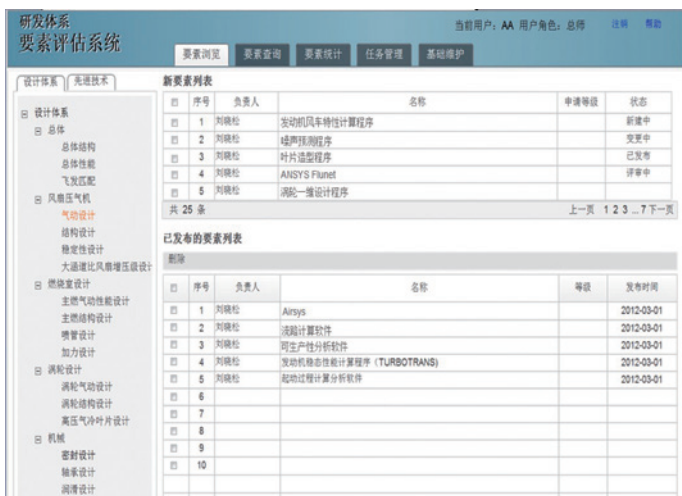 研发体系
要素评估系统
当前用户：AA 用户角色：总师 注销 帮助
要素浏览 要素查询 要素统计 任务管理 基础维护
设计体系 先进技术
设计体系
总体
总体结构
总体性能
飞发匹配
风扇压气机
气动设计
结构设计
稳定性设计
大涵道比风扇增压级设计
燃烧室设计
主燃气动性能设计
主燃结构设计
喷管设计
加力设计
涡轮设计
涡轮气动设计
涡轮结构设计
高压气冷叶片设计
机械
密封设计
轴承设计
润滑设计
新要素列表
序号 负责人 名称 申请等级 状态
1 刘晓松 发动机风车特性计算程序 新建中
2 刘晓松 噪声预测程序 变更中
3 刘晓松 叶片造型程序 已发布
4 刘晓松 ANSYS Flunet 评审中
5 刘晓松 涡轮一维设计程序
共 25 条 上一页 1 2 3 ... 7 下一页
已发布的要素列表
删除
序号 负责人 名称 等级 发布时间
1 刘晓松 Airsys 2012-03-01
2 刘晓松 流路计算软件 2012-03-01
3 刘晓松 可生产性分析软件 2012-03-01
4 刘晓松 发动机稳态性能计算程序（TURBOTRANS) 2012-03-01
5 刘晓松 起动过程计算分析软件 2012-03-01
6
7
8
9
10